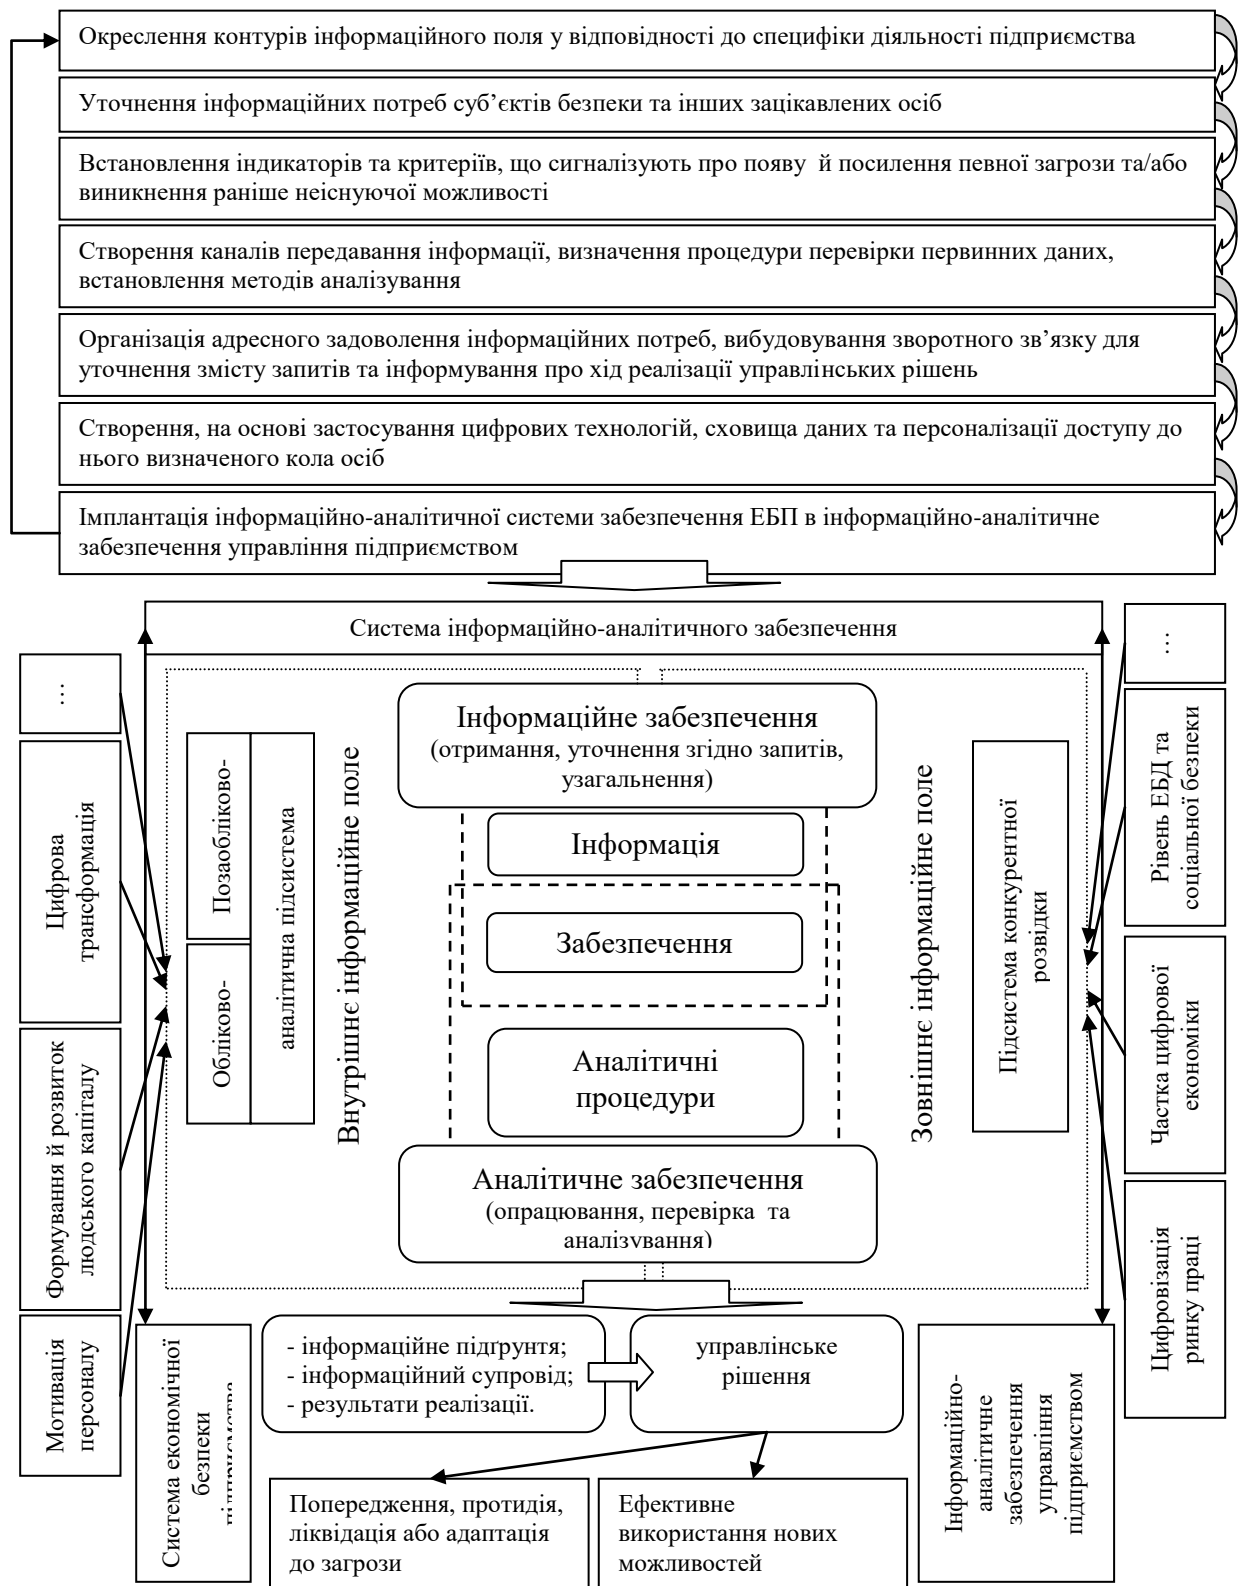 Окреслення контурів інформаційного поля у відповідності до специфіки діяльності підприємства
Уточнення інформаційних потреб суб’єктів безпеки та інших зацікавлених осіб
Встановлення індикаторів та критеріїв, що сигналізують про появу й посилення певної загрози та/або
виникнення раніше неіснуючої можливості
Створення каналів передавання інформації, визначення процедури перевірки первинних даних,
встановлення методів аналізування
Організація адресного задоволення інформаційних потреб, вибудовування зворотного зв’язку для
уточнення змісту запитів та інформування про хід реалізації управлінських рішень
Створення, на основі застосування цифрових технологій, сховища даних та персоналізації доступу до
нього визначеного кола осіб
Імплантація інформаційно-аналітичної системи забезпечення ЕБП в інформаційно-аналітичне
забезпечення управління підприємством
Система інформаційно-аналітичного забезпечення
…
Цифрова
трансформація
Формування й розвиток
людського капіталу
Мотивація
персоналу
Позаобліково-
Обліково-
аналітична підсистема
Внутрішнє інформаційне поле
Інформаційне забезпечення
(отримання, уточнення згідно запитів,
узагальнення)
Інформація
Забезпечення
Аналітичні
процедури
Аналітичне забезпечення
(опрацювання, перевірка та
аналізування)
Зовнішнє інформаційне поле
Підсистема конкурентної
розвідки
…
Рівень ЕБД та
соціальної безпеки
Частка цифрової
економіки
Цифровізація
ринку праці
Система економічної
безпеки
підприємства
- інформаційне підґрунтя;
- інформаційний супровід;
- результати реалізації.
управлінське
рішення
Інформаційно-
аналітичне
забезпечення
управління
підприємством
Попередження, протидія,
ліквідація або адаптація
до загрози
Ефективне
використання нових
можливостей